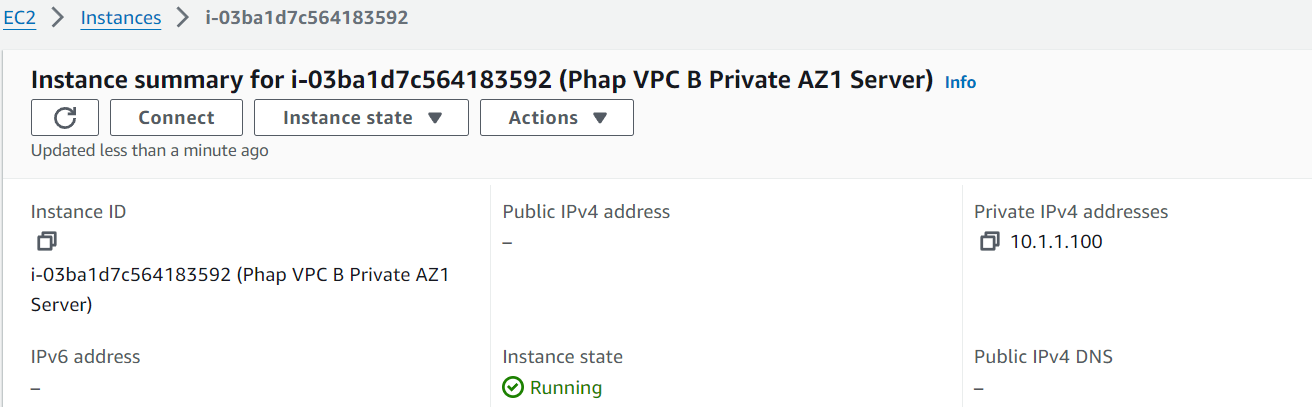 EC2 > Instances > i-03ba1d7c564183592
Instance summary for i-03ba1d7c564183592 (Phap VPC B Private AZ1 Server) Info
Connect Instance state Actions
Updated less than a minute ago
Instance ID
i-03ba1d7c564183592 (Phap VPC B Private AZ1
Server)
Public IPv4 address
–
Private IPv4 addresses
10.1.1.100
IPv6 address
–
Instance state
Running
Public IPv4 DNS
–